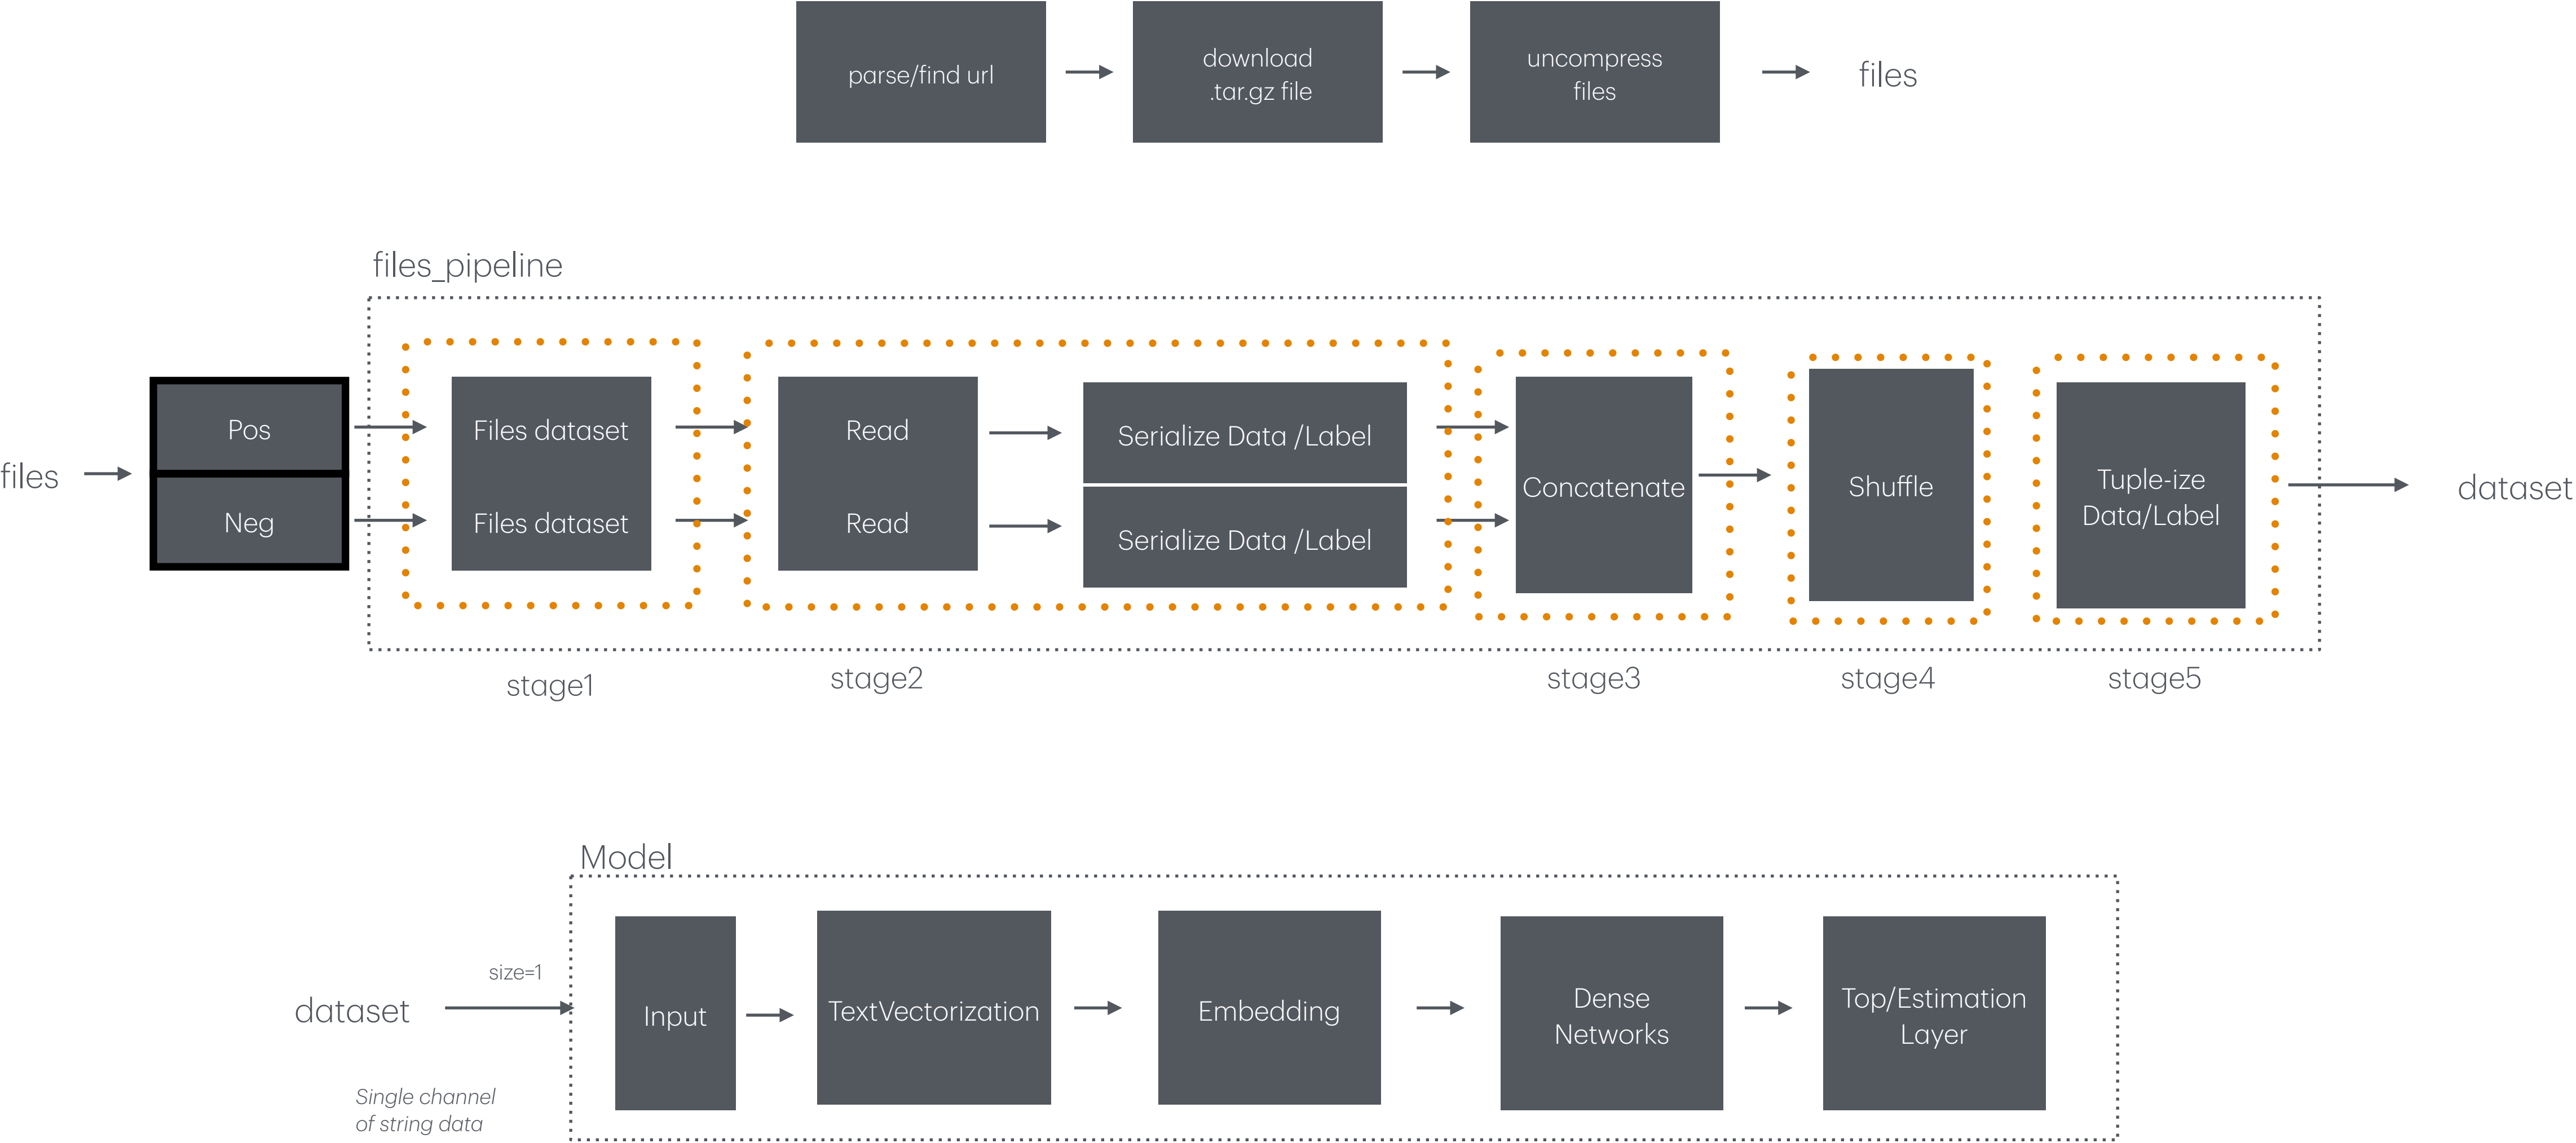 parse/find url
download
.tar.gz file
uncompress
files
files
files_pipeline
files
Pos
Neg
Files dataset
Files dataset
Read
Read
Serialize Data /Label
Serialize Data /Label
Concatenate
Shuffle
Tuple-ize
Data/Label
dataset
stage1
stage2
stage3
stage4
stage5
Model
dataset
size=1
Single channel
of string data
Input
TextVectorization
Embedding
Dense
Networks
Top/Estimation
Layer